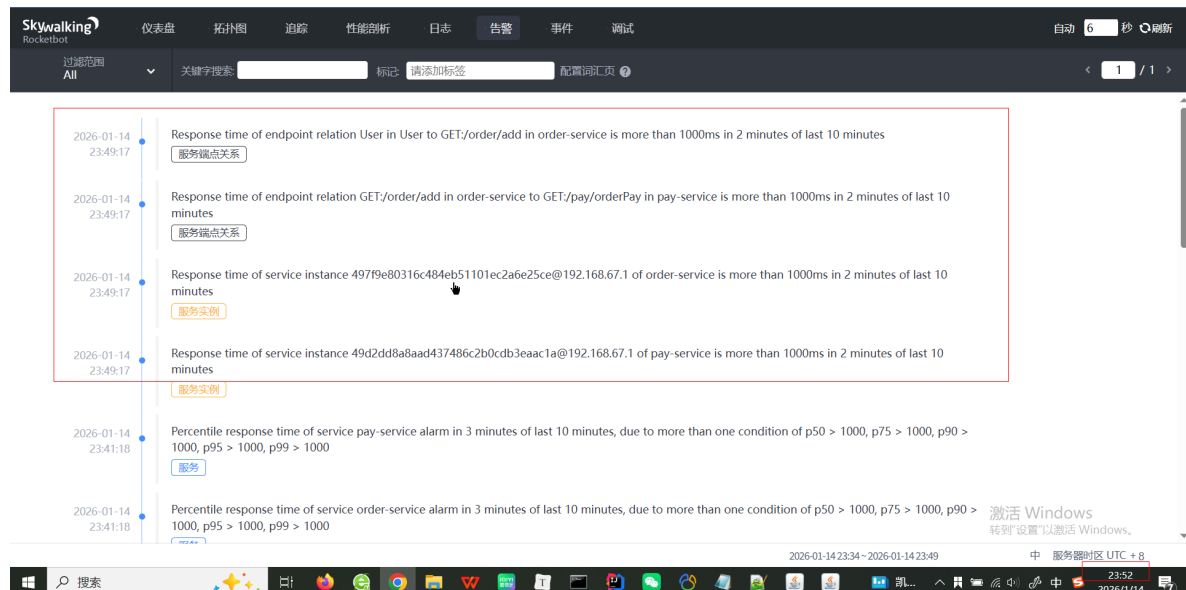 Skywalking 仪表盘 拓扑图 追踪 性能剖析 日志 告警 事件 调试 自动 6 秒 刷新
Rocketbot
过滤范围
All 关键字搜索: 标记: 请添加标签 配置词汇页 ? < 1 / 1 >
2026-01-14 Response time of endpoint relation User in User to GET:/order/add in order-service is more than 1000ms in 2 minutes of last 10 minutes
23:49:17 服务端点关系
2026-01-14 Response time of endpoint relation GET:/order/add in order-service to GET:/pay/orderPay in pay-service is more than 1000ms in 2 minutes of last 10
23:49:17 minutes
服务端点关系
2026-01-14 Response time of service instance 497f9e80316c484eb51101ec2a6e25ce@192.168.67.1 of order-service is more than 1000ms in 2 minutes of last 10
23:49:17 minutes
服务实例
2026-01-14 Response time of service instance 49d2dd8a8aad437486c2b0cdb3eaac1a@192.168.67.1 of pay-service is more than 1000ms in 2 minutes of last 10
23:49:17 minutes
服务实例
2026-01-14 Percentile response time of service pay-service alarm in 3 minutes of last 10 minutes, due to more than one condition of p50 > 1000, p75 > 1000, p90 >
23:41:18 1000, p95 > 1000, p99 > 1000
服务
2026-01-14 Percentile response time of service order-service alarm in 3 minutes of last 10 minutes, due to more than one condition of p50 > 1000, p75 > 1000, p90 >
23:41:18 1000, p95 > 1000, p99 > 1000
激活 Windows
转到"设置"以激活 Windows。
2026-01-14 23:34 ~ 2026-01-14 23:49 中 服务器时区 UTC + 8
搜索 凯... 中 23:52
2026/1/14